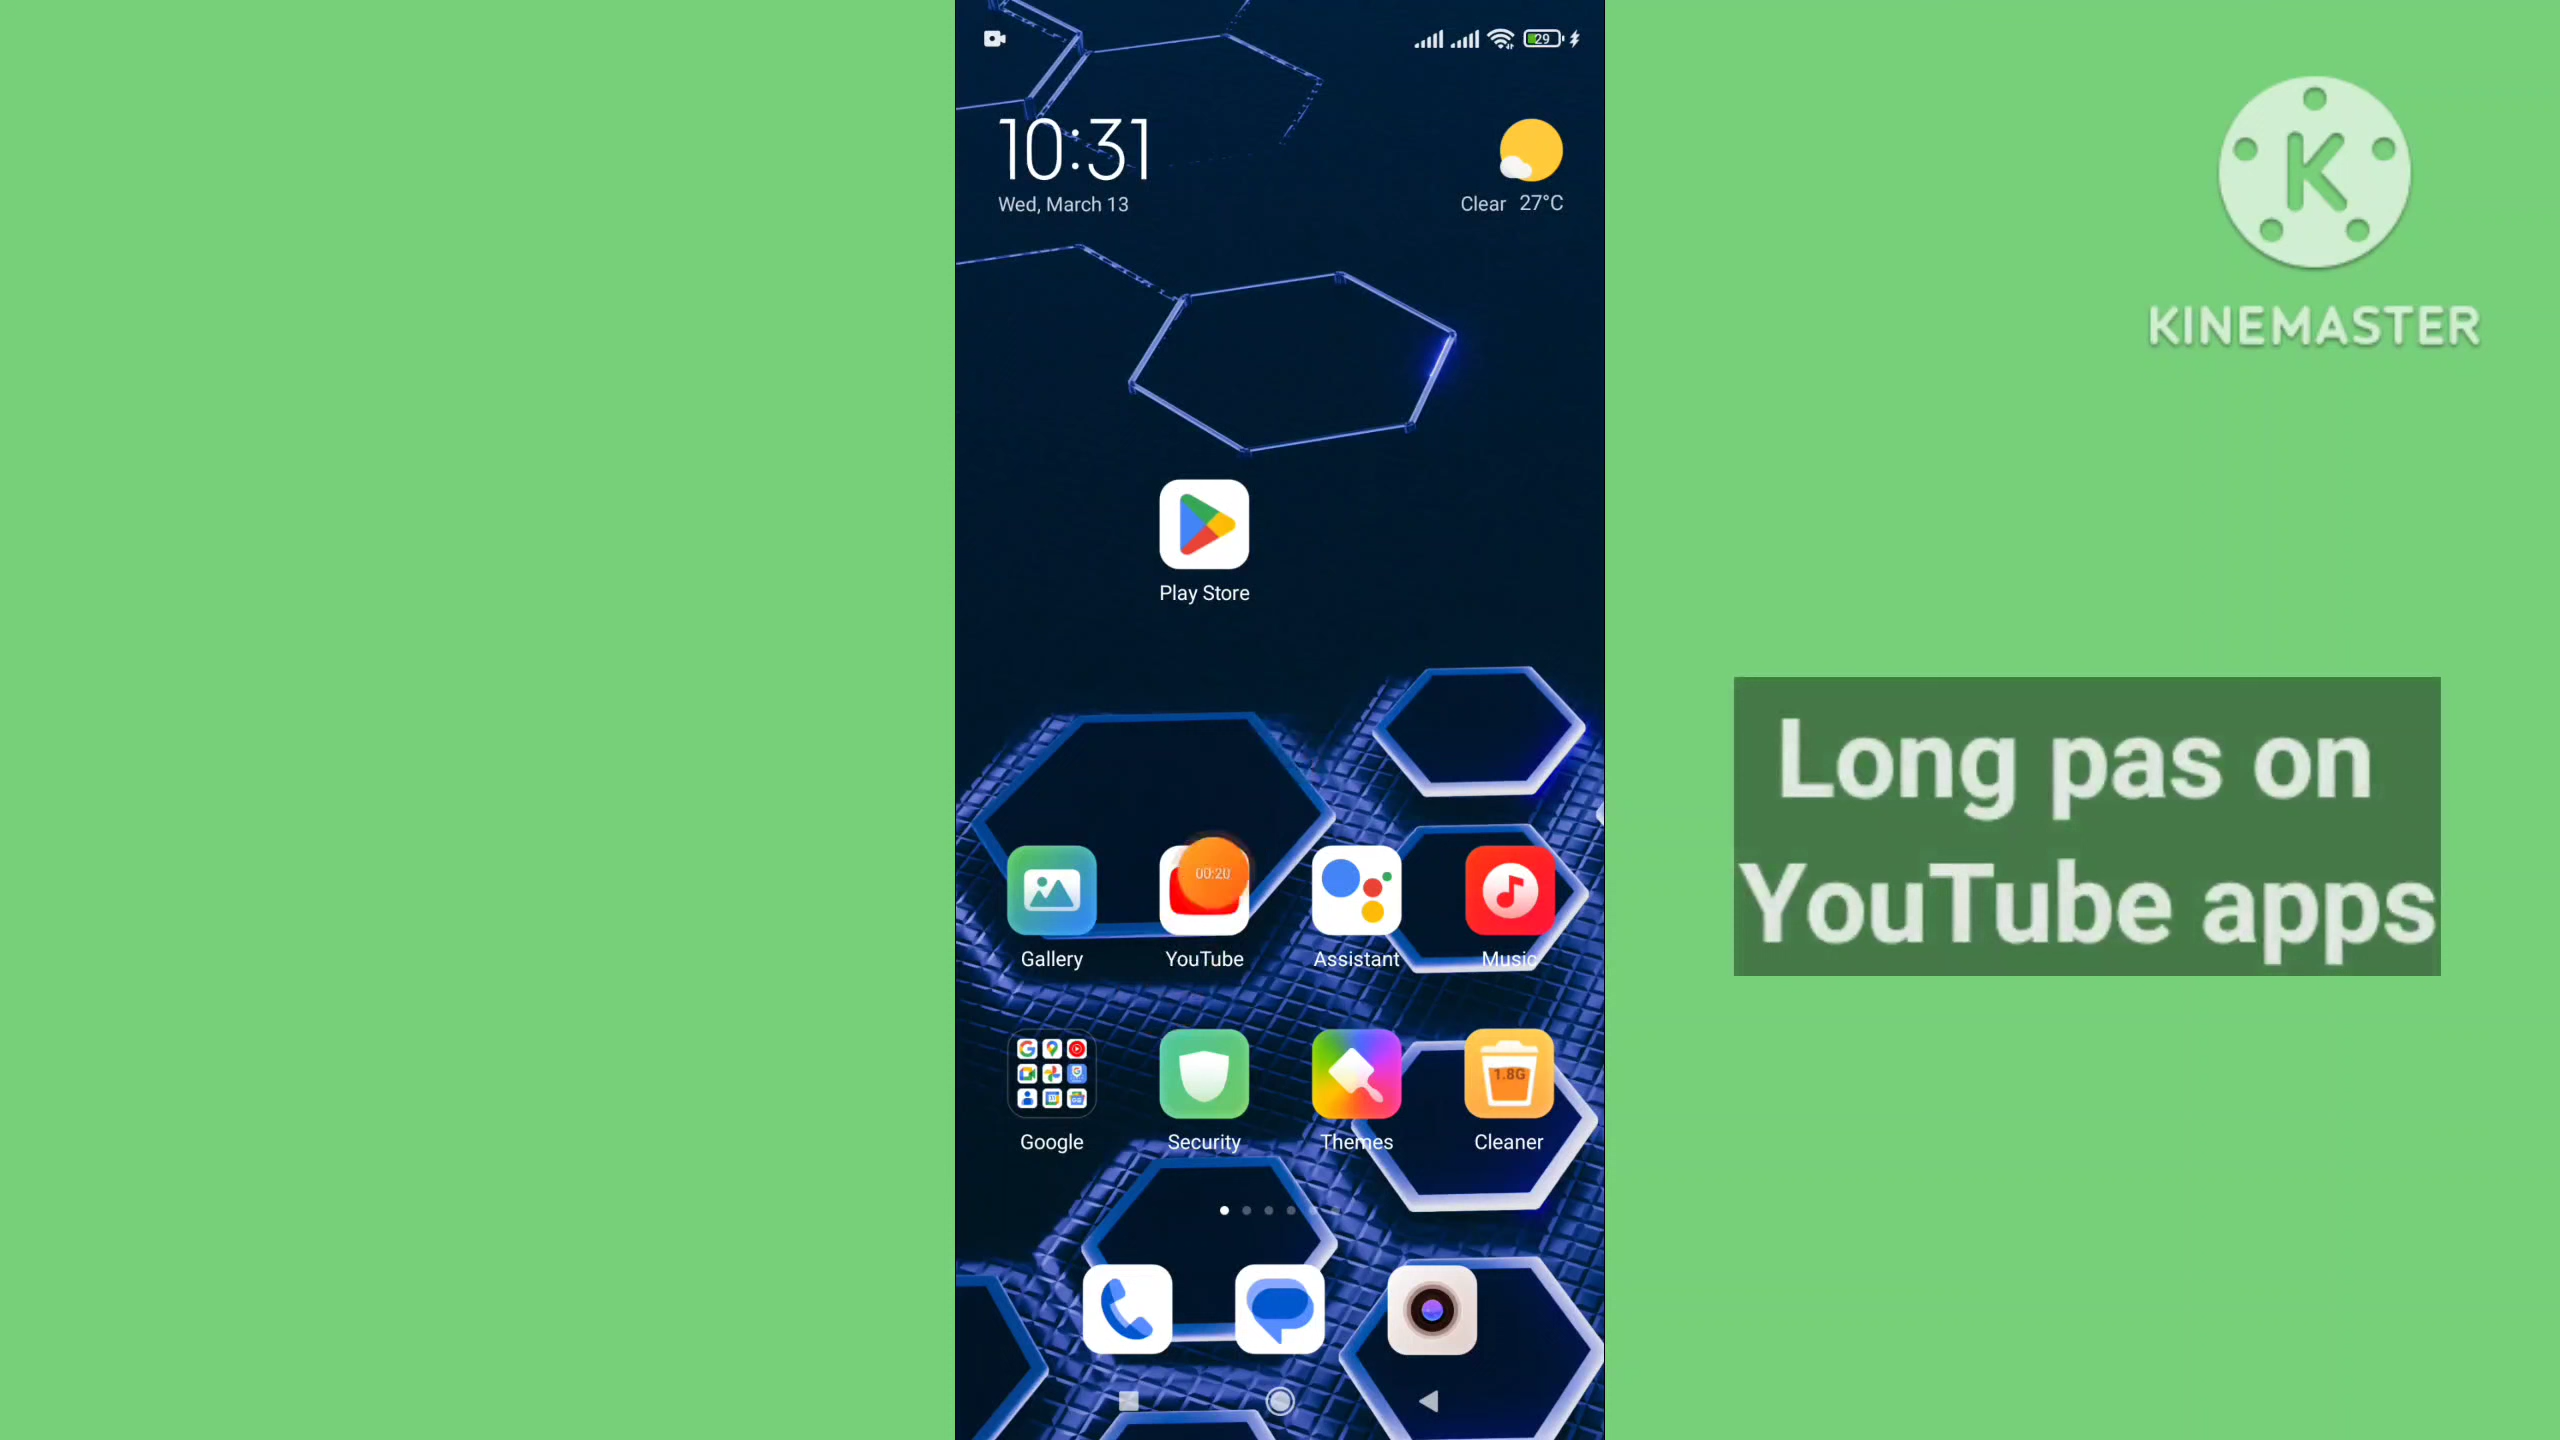 29
10:31
Wed, March 13
Clear 27°C
K
KINEMASTER
Play Store
Long pas on
YouTube apps
00:20
Gallery
YouTube
Assistant
Music
1.8G
Google
Security
Themes
Cleaner